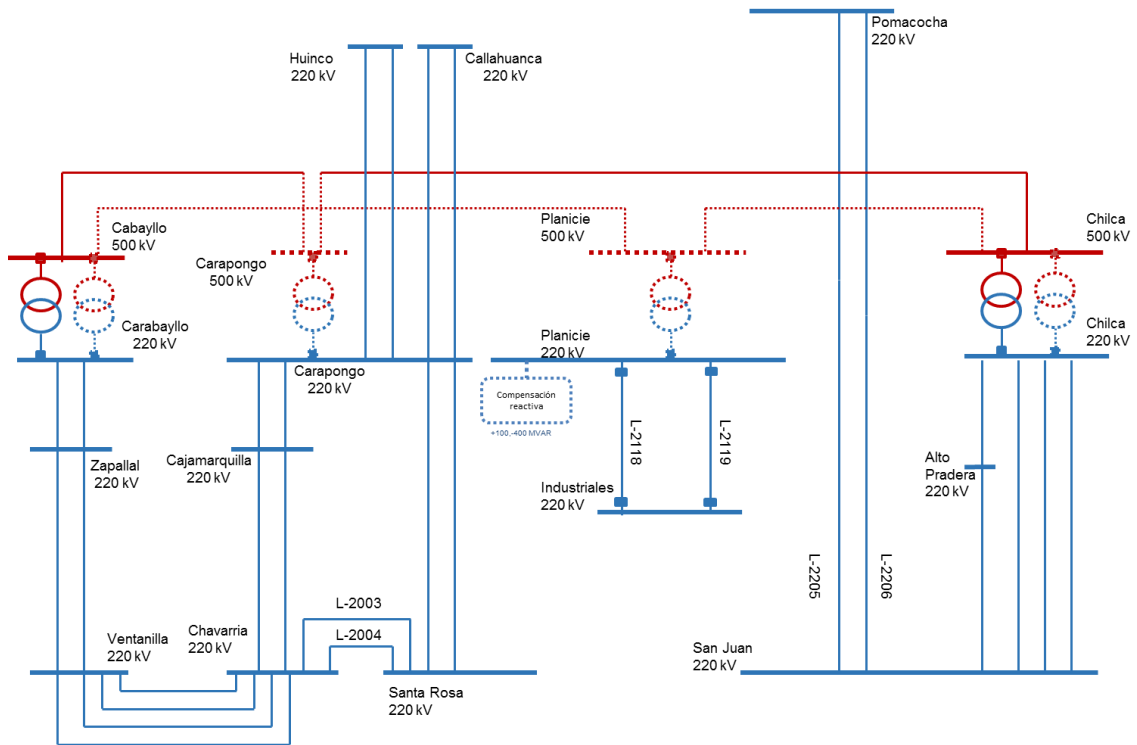 Pomacocha
220 kV
Huinco
220 kV
Callahuanca
220 kV
Cabayllo
500 kV
Carapongo
500 kV
Planicie
500 kV
Chilca
500 kV
Carabayllo
220 kV
Carapongo
220 kV
Planicie
220 kV
Chilca
220 kV
Compensación
reactiva
+100,-400 MVAR
L-2118
L-2119
Zapallal
220 kV
Cajamarquilla
220 kV
Industriales
220 kV
Alto
Pradera
220 kV
L-2205
L-2206
L-2003
L-2004
Ventanilla
220 kV
Chavarria
220 kV
Santa Rosa
220 kV
San Juan
220 kV